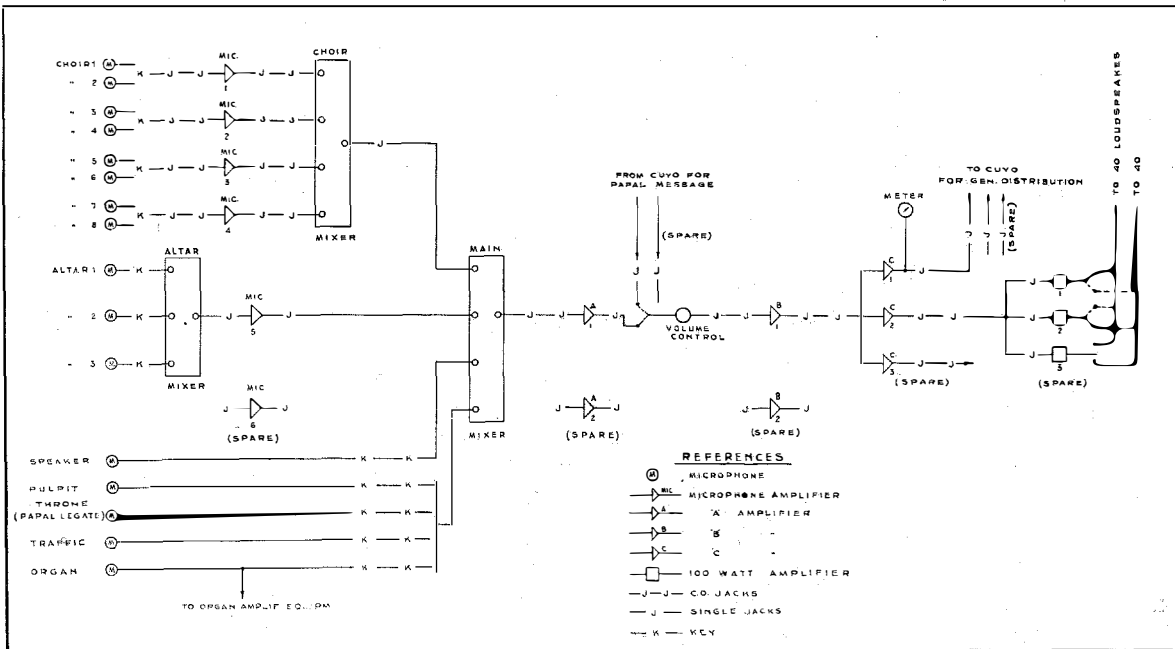 CHOIR 1 M
" 2 M
" 3 M
" 4 M
" 5 M
" 6 M
" 7 M
" 8 M
K J J MIC. 1 J J
K J J MIC. 2 J J
K J J MIC 3 J J
K J J MIC. 4 J J
CHOIR
MIXER
J
ALTAR 1 M K
" 2 M K
" 3 M K
ALTAR
MIXER
J MIC 5 J
J MIC 6 J
(SPARE)
MAIN
MIXER
SPEAKER M K K
PULPIT M K K
THRONE
(PAPAL LEGATE) M K K
TRAFFIC M K K
ORGAN M K K
TO ORGAN AMPLIF EQUIPM
J J A 1 J
FROM CUYO FOR
PAPAL MESSAGE
(SPARE)
J J
VOLUME
CONTROL
J J B 1 J J
J A 2 J
(SPARE)
J B 2 J
(SPARE)
METER
C 1 J
C 2 J J
C. 3 J J
(SPARE)
TO CUYO
FOR GEN. DISTRIBUTION
J J J
(SPARE)
J 1
J 2
J 3
(SPARE)
TO 40 LOUDSPEAKES
TO 40
REFERENCES
M MICROPHONE
MIC MICROPHONE AMPLIFIER
A "A" AMPLIFIER
B "B" "
C "C" "
100 WATT AMPLIFIER
J J C.O. JACKS
J SINGLE JACKS
K KEY